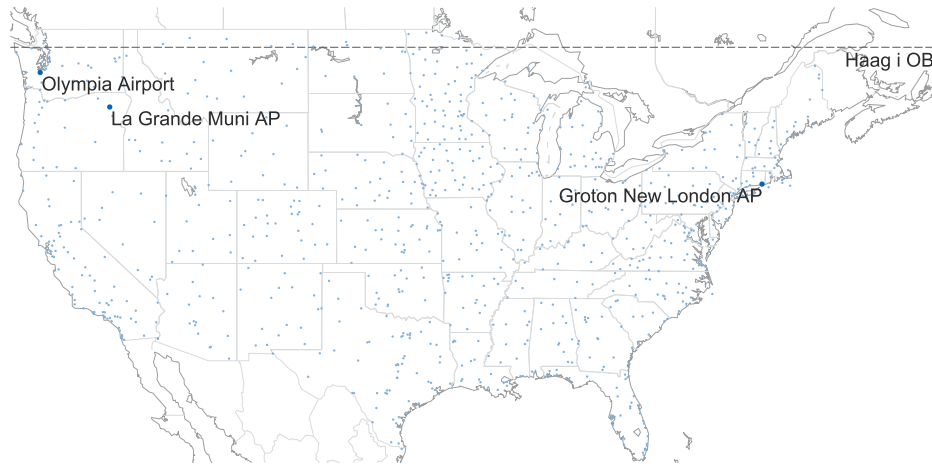 Haag i OB
Olympia Airport
La Grande Muni AP
Groton New London AP